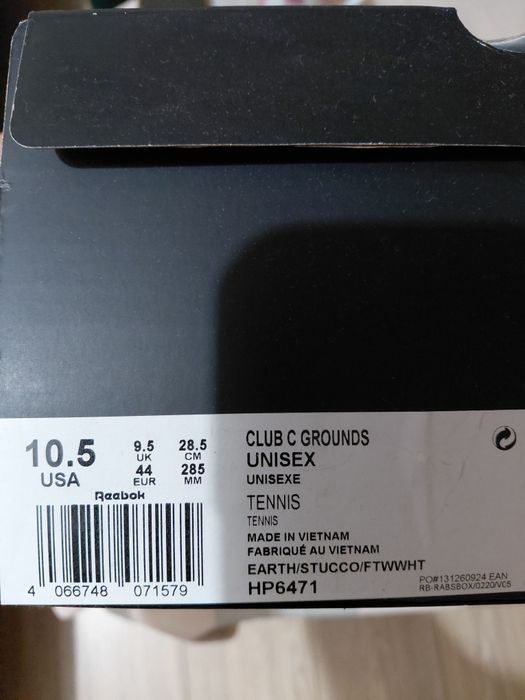 10.5
USA
9.5
UK
28.5
CM
44
EUR
285
MM
Reebok
4 066748 071579
CLUB C GROUNDS
UNISEX
UNISEXE
TENNIS
TENNIS
MADE IN VIETNAM
FABRIQUÉ AU VIETNAM
EARTH/STUCCO/FTWWHT
HP6471
PO#131260924 EAN
RB-RABSBOX/0220/V05